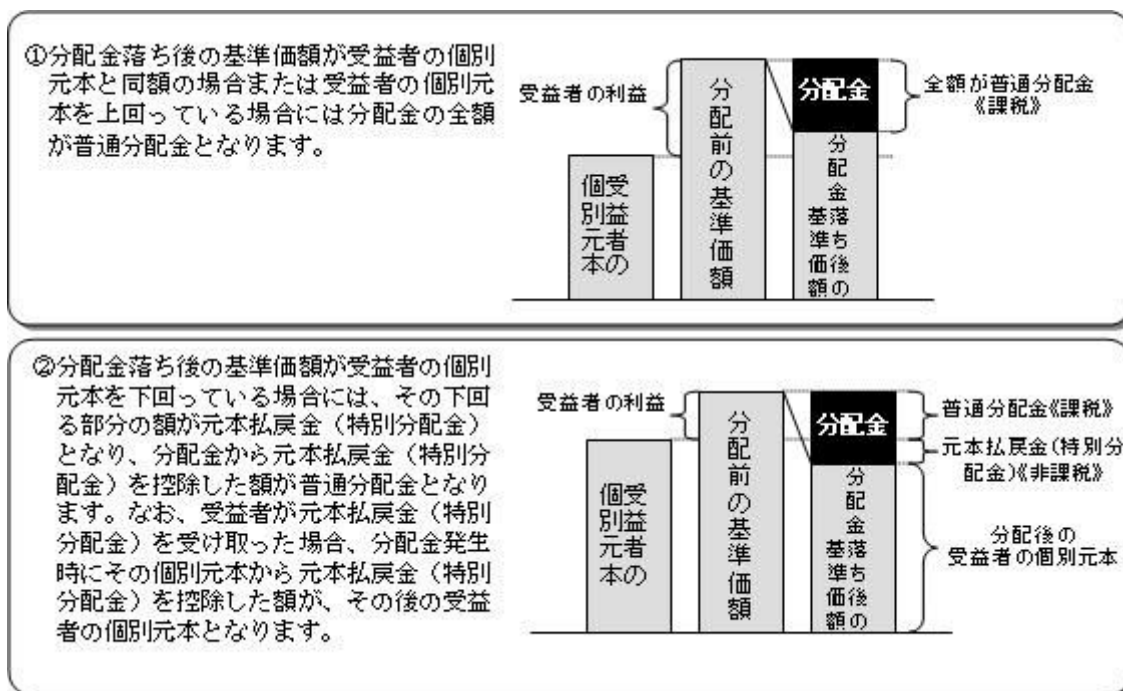 ①分配金落ち後の基準価額が受益者の個別
元本と同額の場合または受益者の個別元
本を上回っている場合には分配金の全額
が普通分配金となります。
受益者の利益
受益者の
個別元本
分配前の基準価額
分配金
分配金落ち後の
基準価額
全額が普通分配金
《課税》
②分配金落ち後の基準価額が受益者の個別
元本を下回っている場合には、その下回
る部分の額が元本払戻金（特別分配金）
となり、分配金から元本払戻金（特別分
配金）を控除した額が普通分配金となり
ます。なお、受益者が元本払戻金（特別
分配金）を受け取った場合、分配金発生
時にその個別元本から元本払戻金（特別
分配金）を控除した額が、その後の受益
者の個別元本となります。
受益者の利益
受益者の
個別元本
分配前の基準価額
分配金
分配金落ち後の
基準価額
普通分配金《課税》
元本払戻金(特別分
配金)《非課税》
分配後の
受益者の個別元本